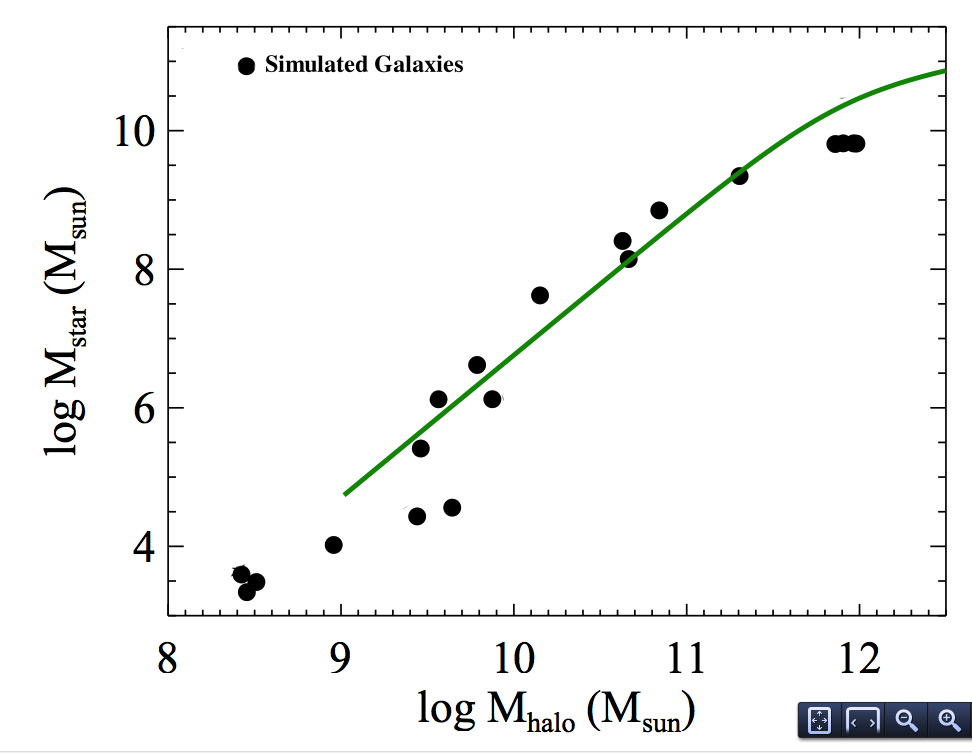 Simulated Galaxies
10
8
6
4
log M_star (M_sun)
8 9 10 11 12
log M_halo (M_sun)